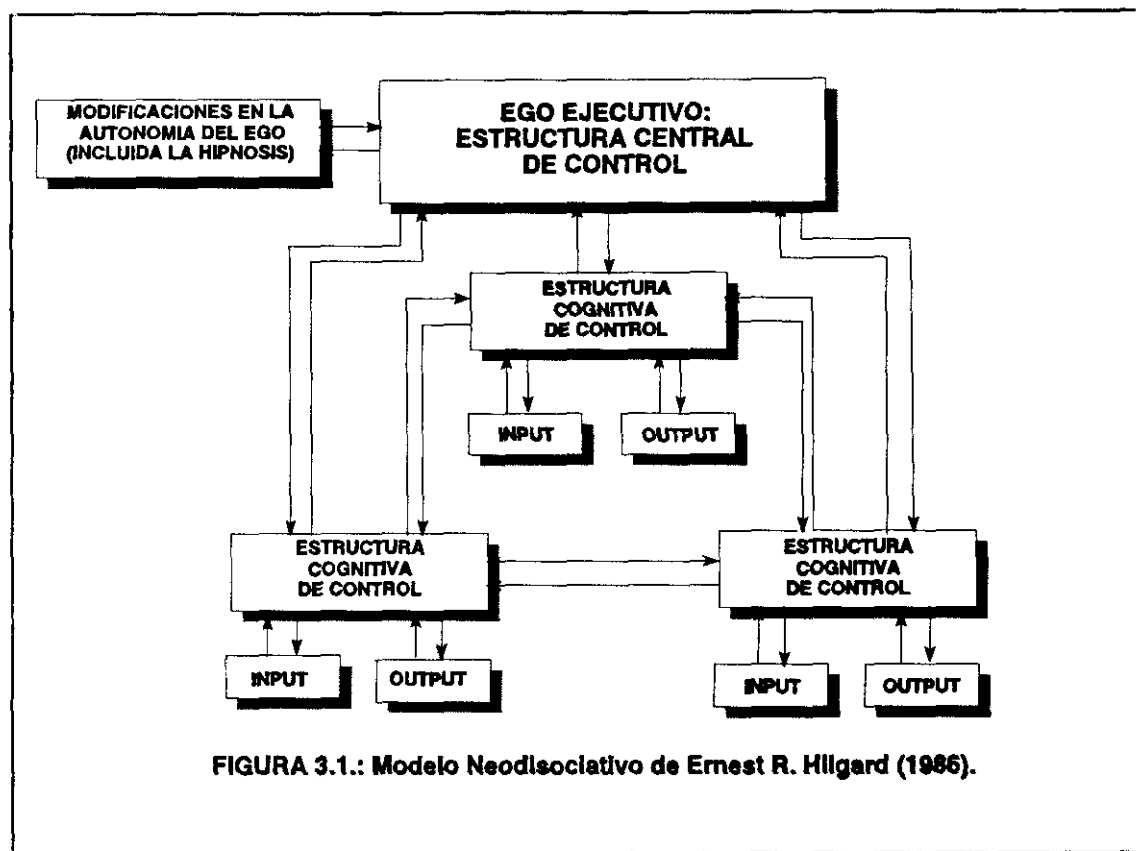 MODIFICACIONES EN LA
AUTONOMIA DEL EGO
(INCLUIDA LA HIPNOSIS)
EGO EJECUTIVO:
ESTRUCTURA CENTRAL
DE CONTROL
ESTRUCTURA
COGNITIVA
DE CONTROL
INPUT
OUTPUT
ESTRUCTURA
COGNITIVA
DE CONTROL
INPUT
OUTPUT
ESTRUCTURA
COGNITIVA
DE CONTROL
INPUT
OUTPUT
FIGURA 3.1.: Modelo Neodisociativo de Ernest R. Hilgard (1986).